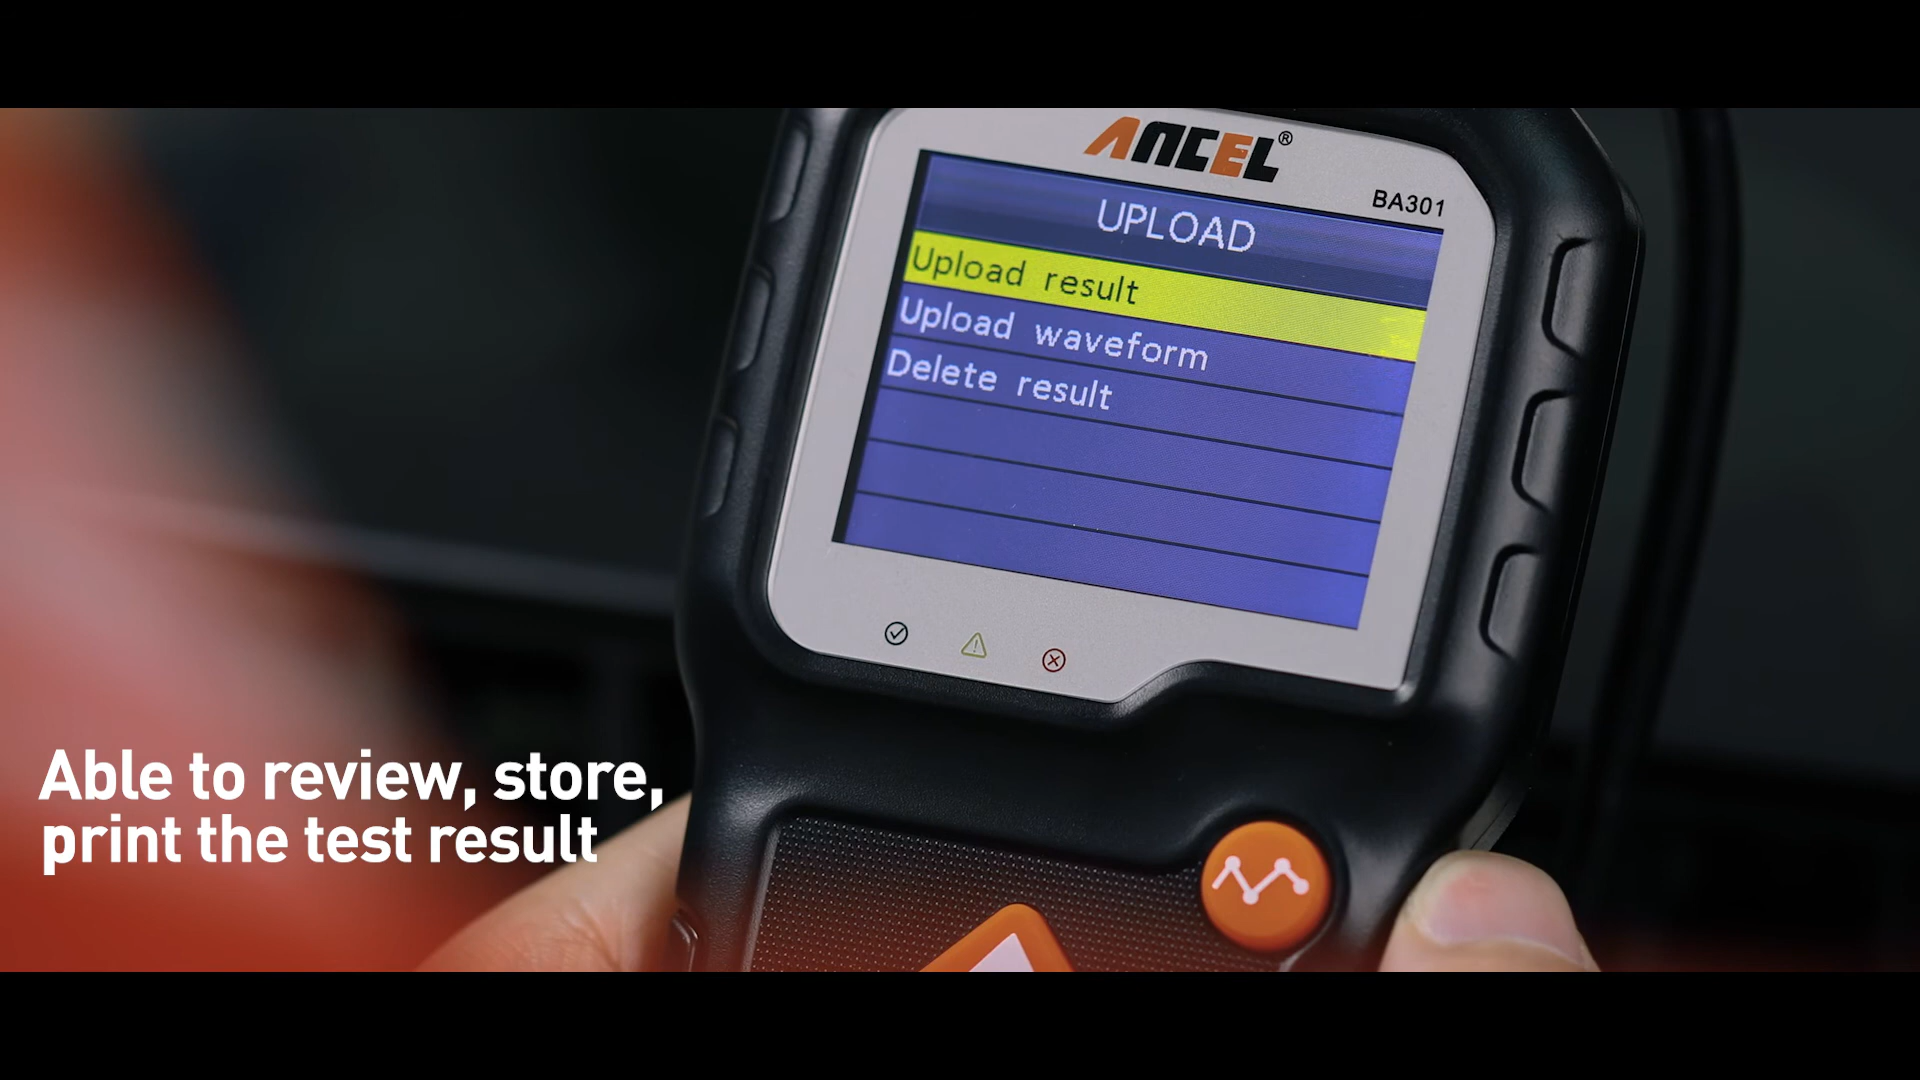 ANCEL®
BA301
UPLOAD
Upload result
Upload waveform
Delete result
Able to review, store,
print the test result